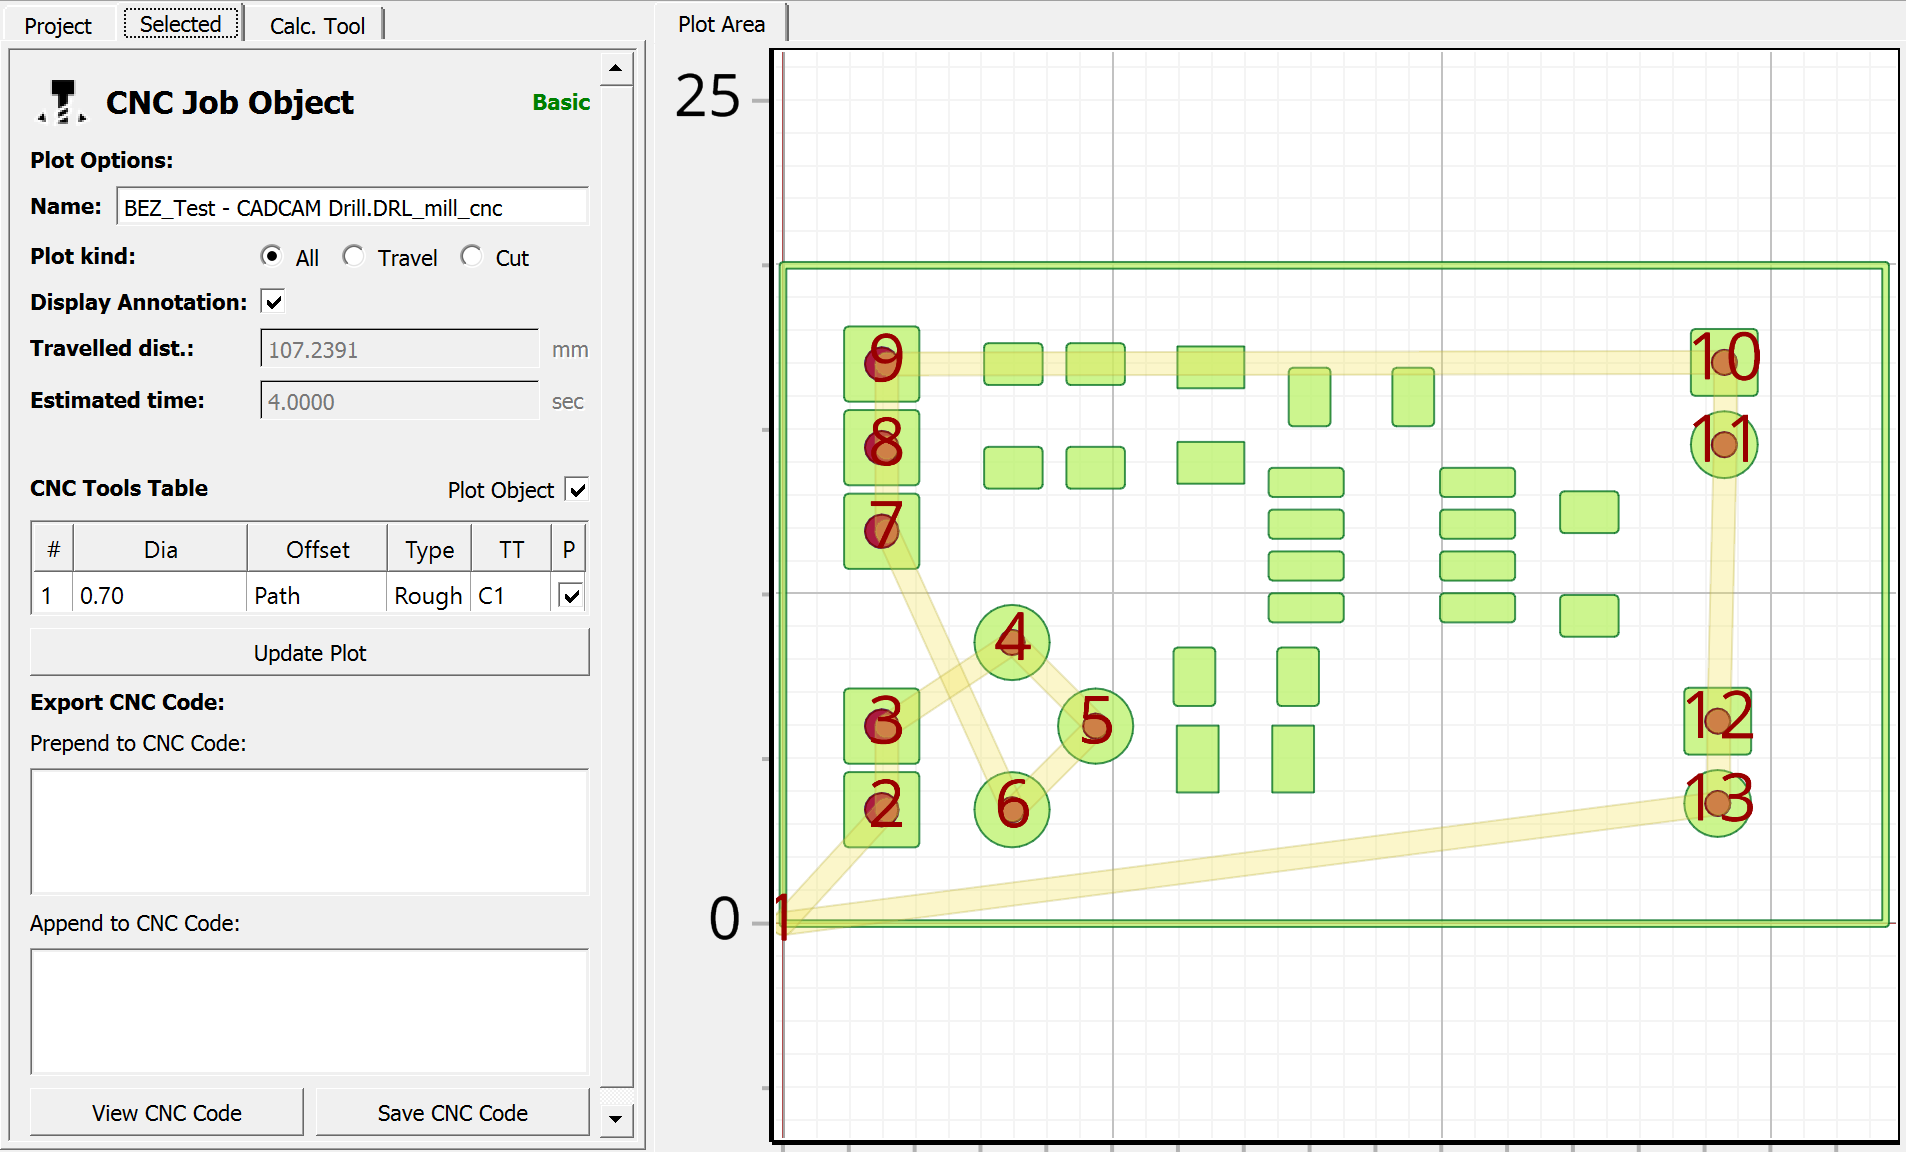 Project
Selected
Calc. Tool
Plot Area
CNC Job Object
Basic
Plot Options:
Name: BEZ_Test - CADCAM Drill.DRL_mill_cnc
Plot kind: All Travel Cut
Display Annotation:
Travelled dist.: 107.2391 mm
Estimated time: 4.0000 sec
CNC Tools Table
Plot Object
# Dia Offset Type TT P
1 0.70 Path Rough C1
Update Plot
Export CNC Code:
Prepend to CNC Code:
Append to CNC Code:
View CNC Code
Save CNC Code
25
0
9
10
8
11
7
4
3
5
12
2
6
13
1